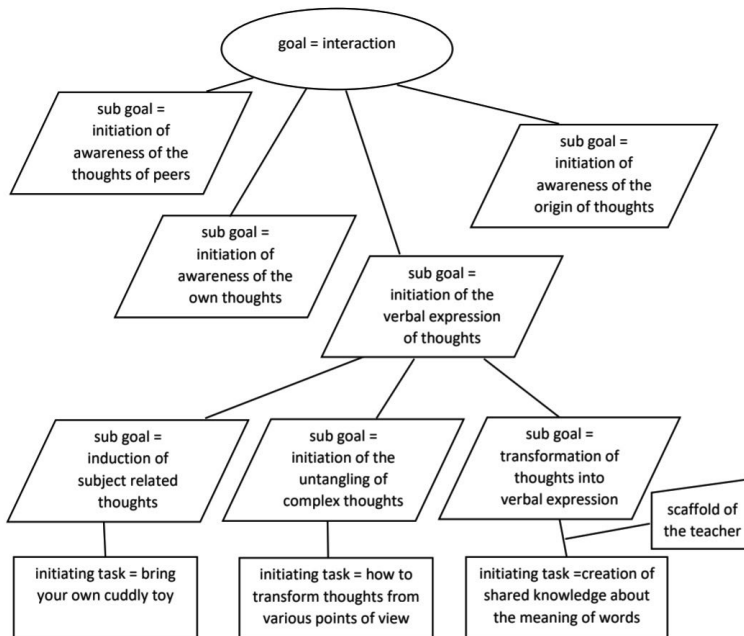 goal = interaction
sub goal =
initiation of
awareness of the
thoughts of peers
sub goal =
initiation of
awareness of the
origin of thoughts
sub goal =
initiation of
awareness of the
own thoughts
sub goal =
initiation of the
verbal expression
of thoughts
sub goal =
induction of
subject related
thoughts
sub goal =
initiation of the
untangling of
complex thoughts
sub goal =
transformation of
thoughts into
verbal expression
scaffold of
the teacher
initiating task = bring
your own cuddly toy
initiating task = how to
transform thoughts from
various points of view
initiating task =creation of
shared knowledge about
the meaning of words